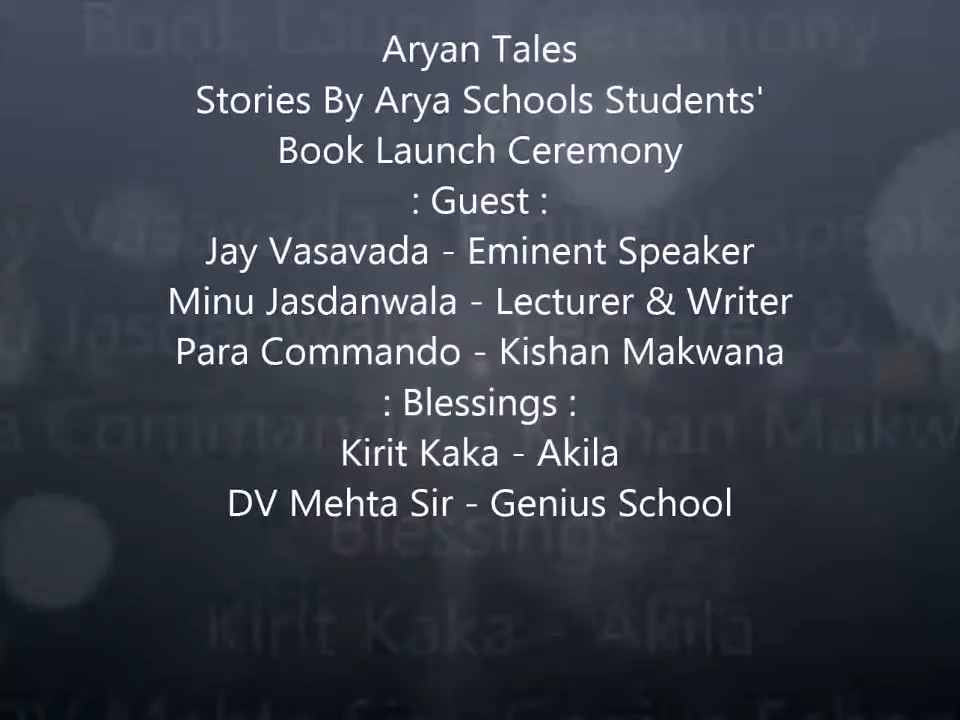 Aryan Tales
Stories By Arya Schools Students'
Book Launch Ceremony
: Guest :
Jay Vasavada - Eminent Speaker
Minu Jasdanwala - Lecturer & Writer
Para Commando - Kishan Makwana
: Blessings :
Kirit Kaka - Akila
DV Mehta Sir - Genius School